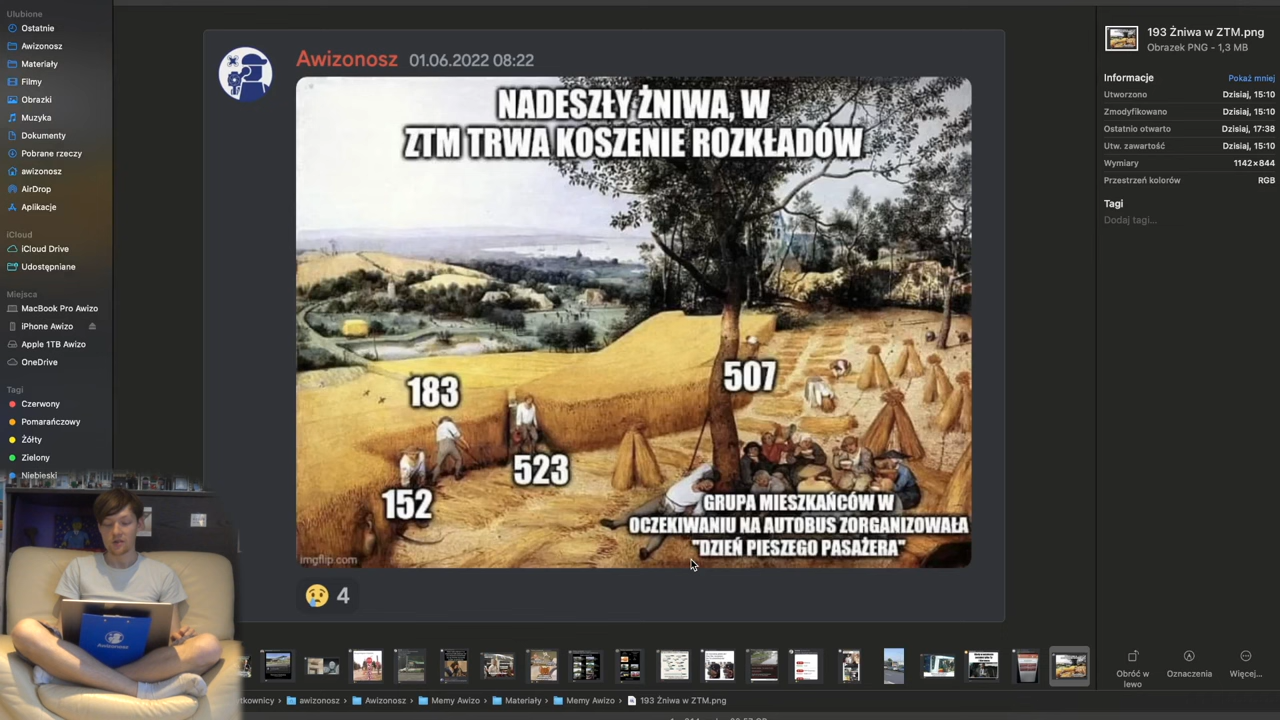 Ulubione
Ostatnie
Awizonosz
Materiały
Filmy
Obrazki
Muzyka
Dokumenty
Pobrane rzeczy
awizonosz
AirDrop
Aplikacje
iCloud
iCloud Drive
Udostępniane
Miejsca
MacBook Pro Awizo
iPhone Awizo
Apple 1TB Awizo
OneDrive
Tagi
Czerwony
Pomarańczowy
Żółty
Zielony
Niebieski
Awizonosz 01.06.2022 08:22
NADESZŁY ŻNIWA, W
ZTM TRWA KOSZENIE ROZKŁADÓW
183
507
523
152
GRUPA MIESZKAŃCÓW W
OCZEKIWANIU NA AUTOBUS ZORGANIZOWAŁA
"DZIEŃ PIESZEGO PASAŻERA"
imgflip.com
4
193 Żniwa w ZTM.png
Obrazek PNG - 1,3 MB
Informacje Pokaż mniej
Utworzono Dzisiaj, 15:10
Zmodyfikowano Dzisiaj, 15:10
Ostatnio otwarto Dzisiaj, 17:38
Utw. zawartość Dzisiaj, 15:10
Wymiary 1142×844
Przestrzeń kolorów RGB
Tagi
Dodaj tagi...
Obróć w
lewo
Oznaczenia
Więcej...
awizonosz › Awizonosz › Memy Awizo › Materiały › Memy Awizo › 193 Żniwa w ZTM.png
Awizonosz